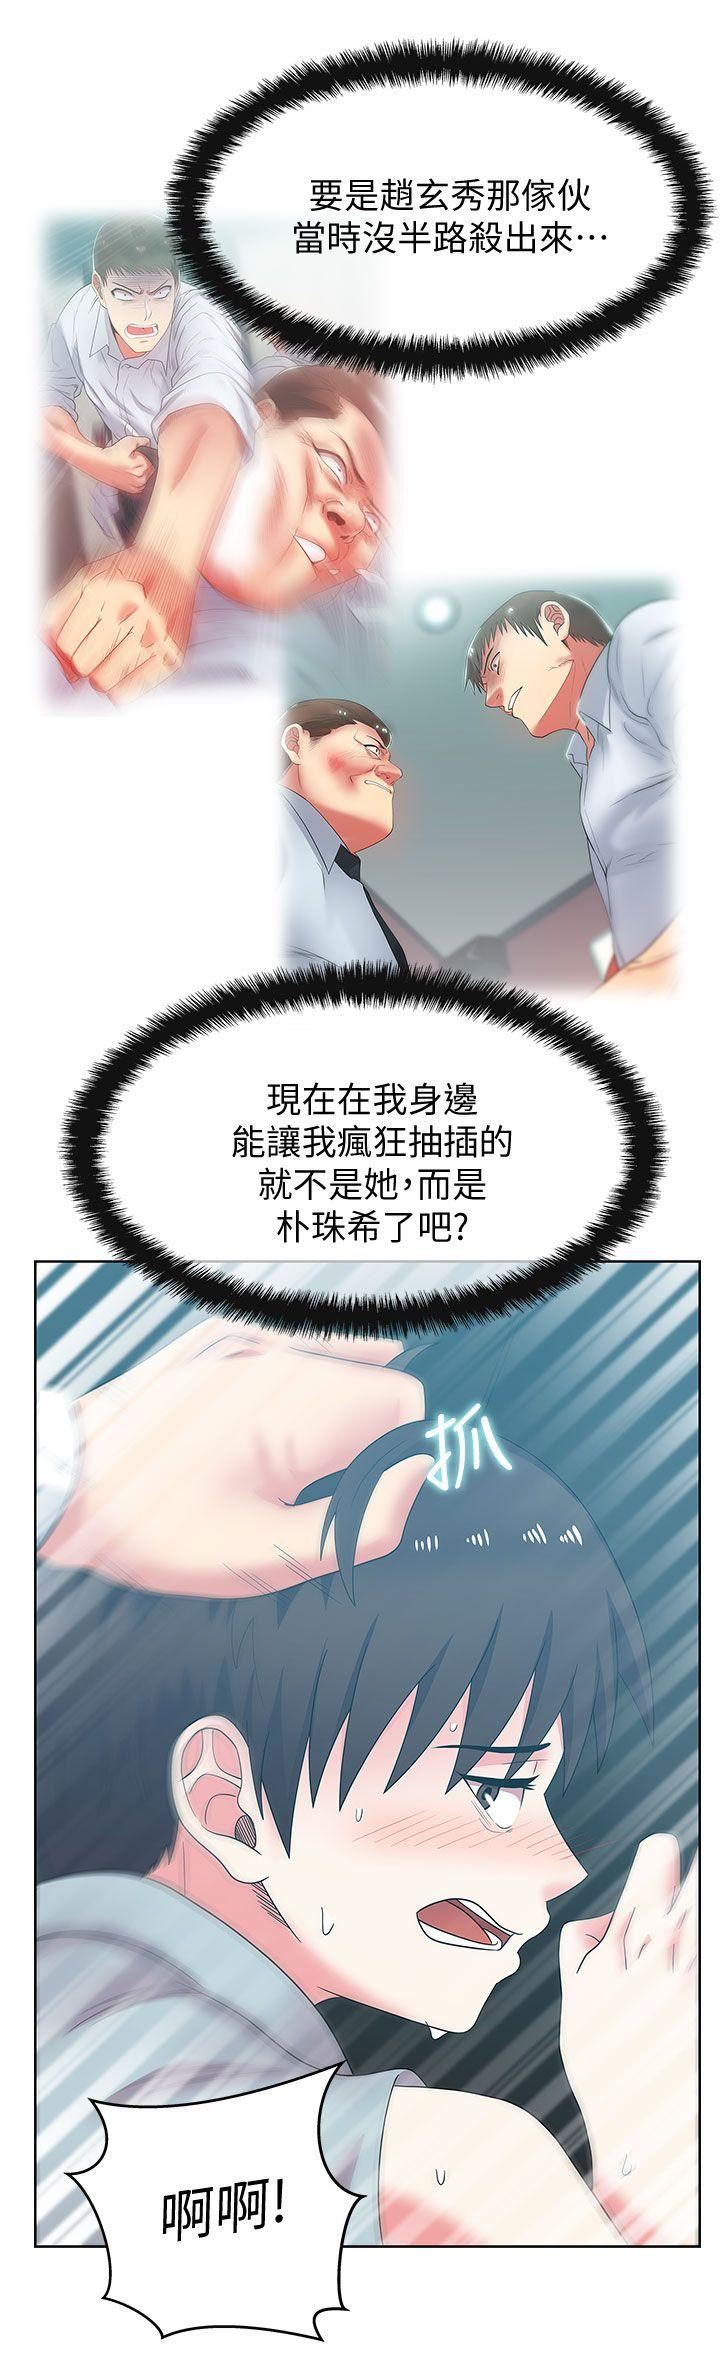 要是趙玄秀那傢伙
當時沒半路殺出來…
現在在我身邊
能讓我瘋狂抽插的
就不是她，而是
朴珠希了吧?
抓
啊啊!